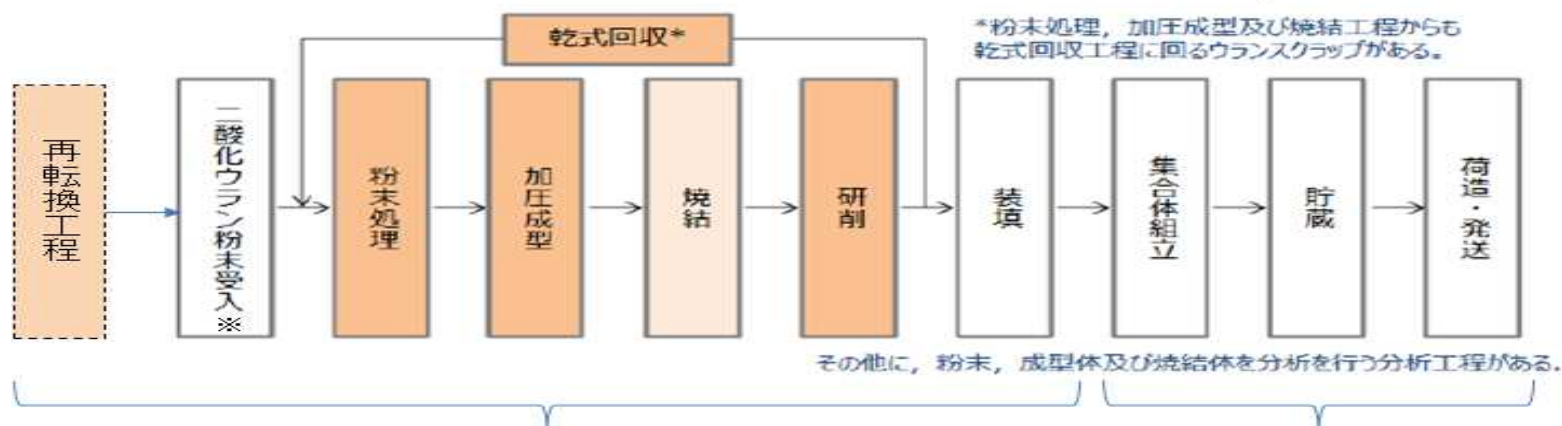 乾式回収*
*粉末処理,加圧成型及び焼結工程からも
乾式回収工程に回るウランスクラップがある。
再転換工程
二酸化ウラン粉末受入※
粉末処理
加圧成型
焼結
研削
装填
集合体組立
貯蔵
荷造・発送
その他に,粉末,成型体及び焼結体を分析を行う分析工程がある。